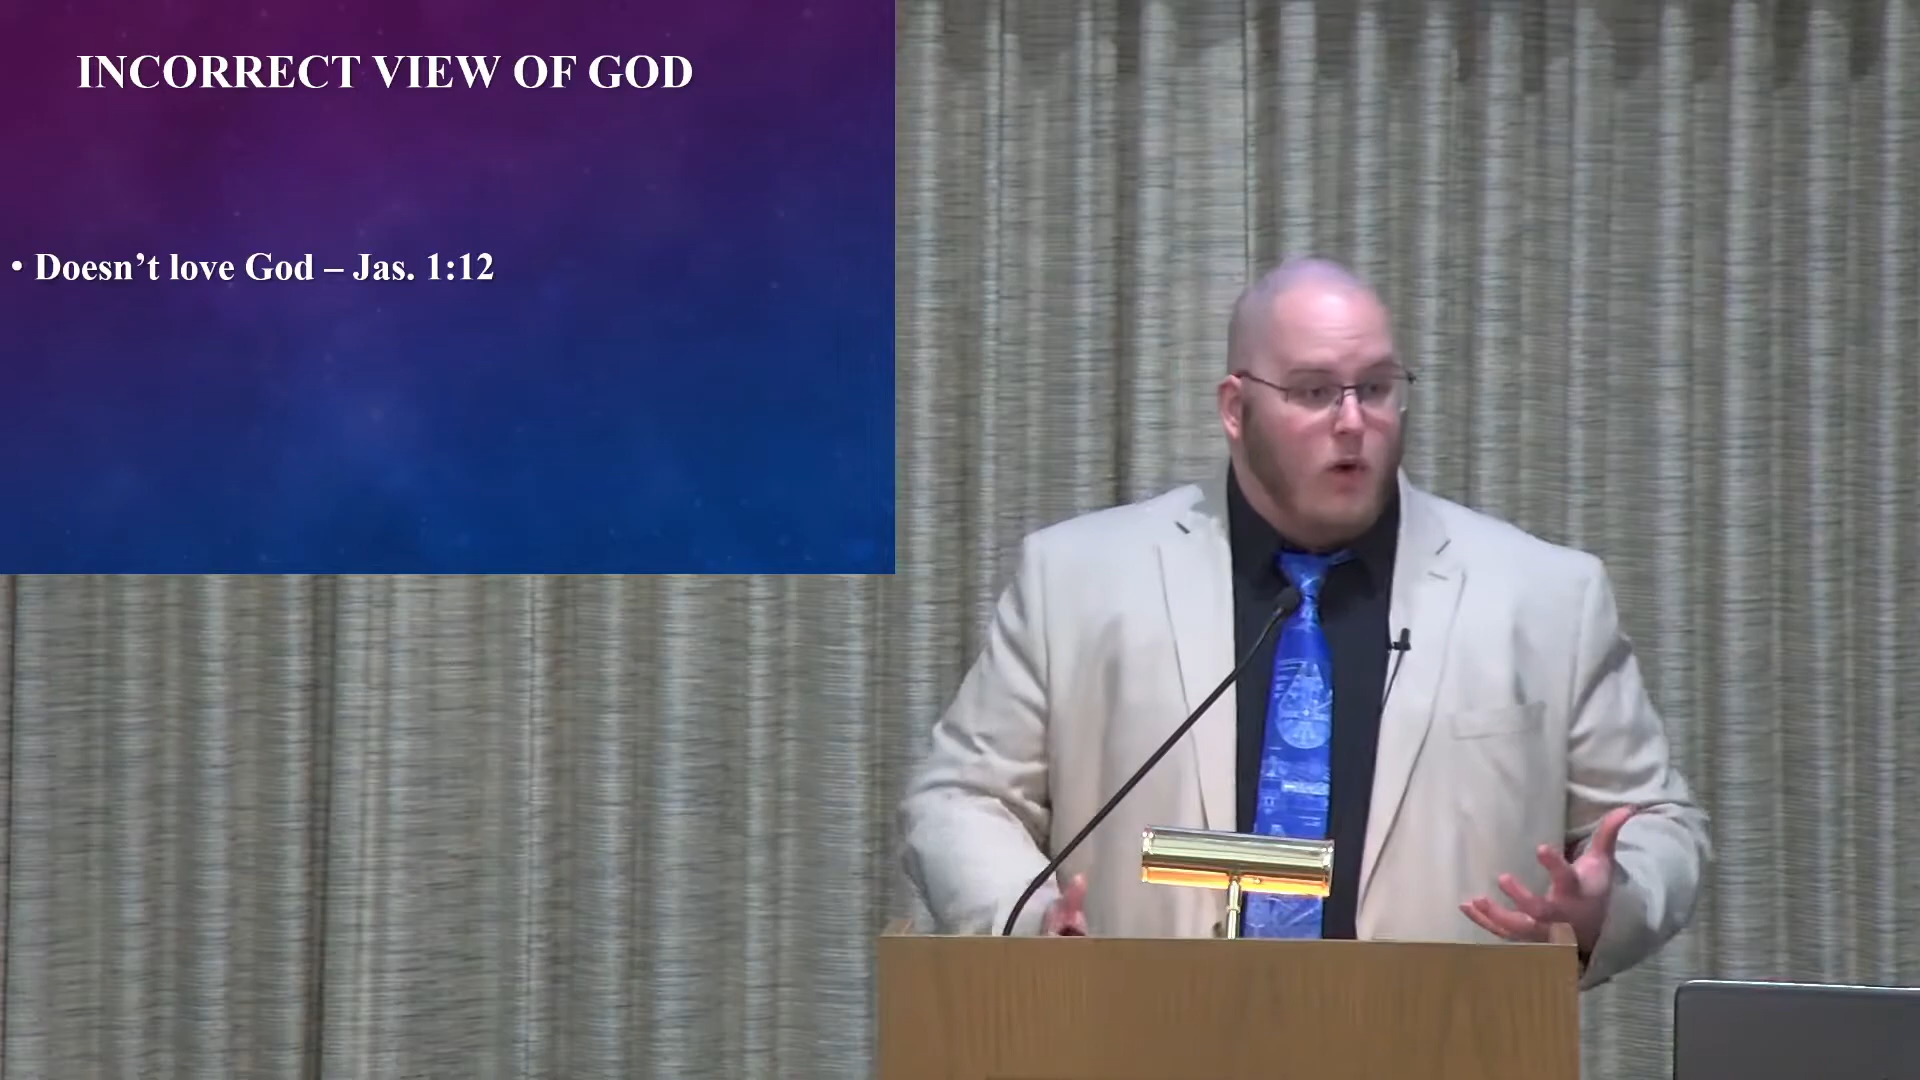 INCORRECT VIEW OF GOD
• Doesn’t love God – Jas. 1:12